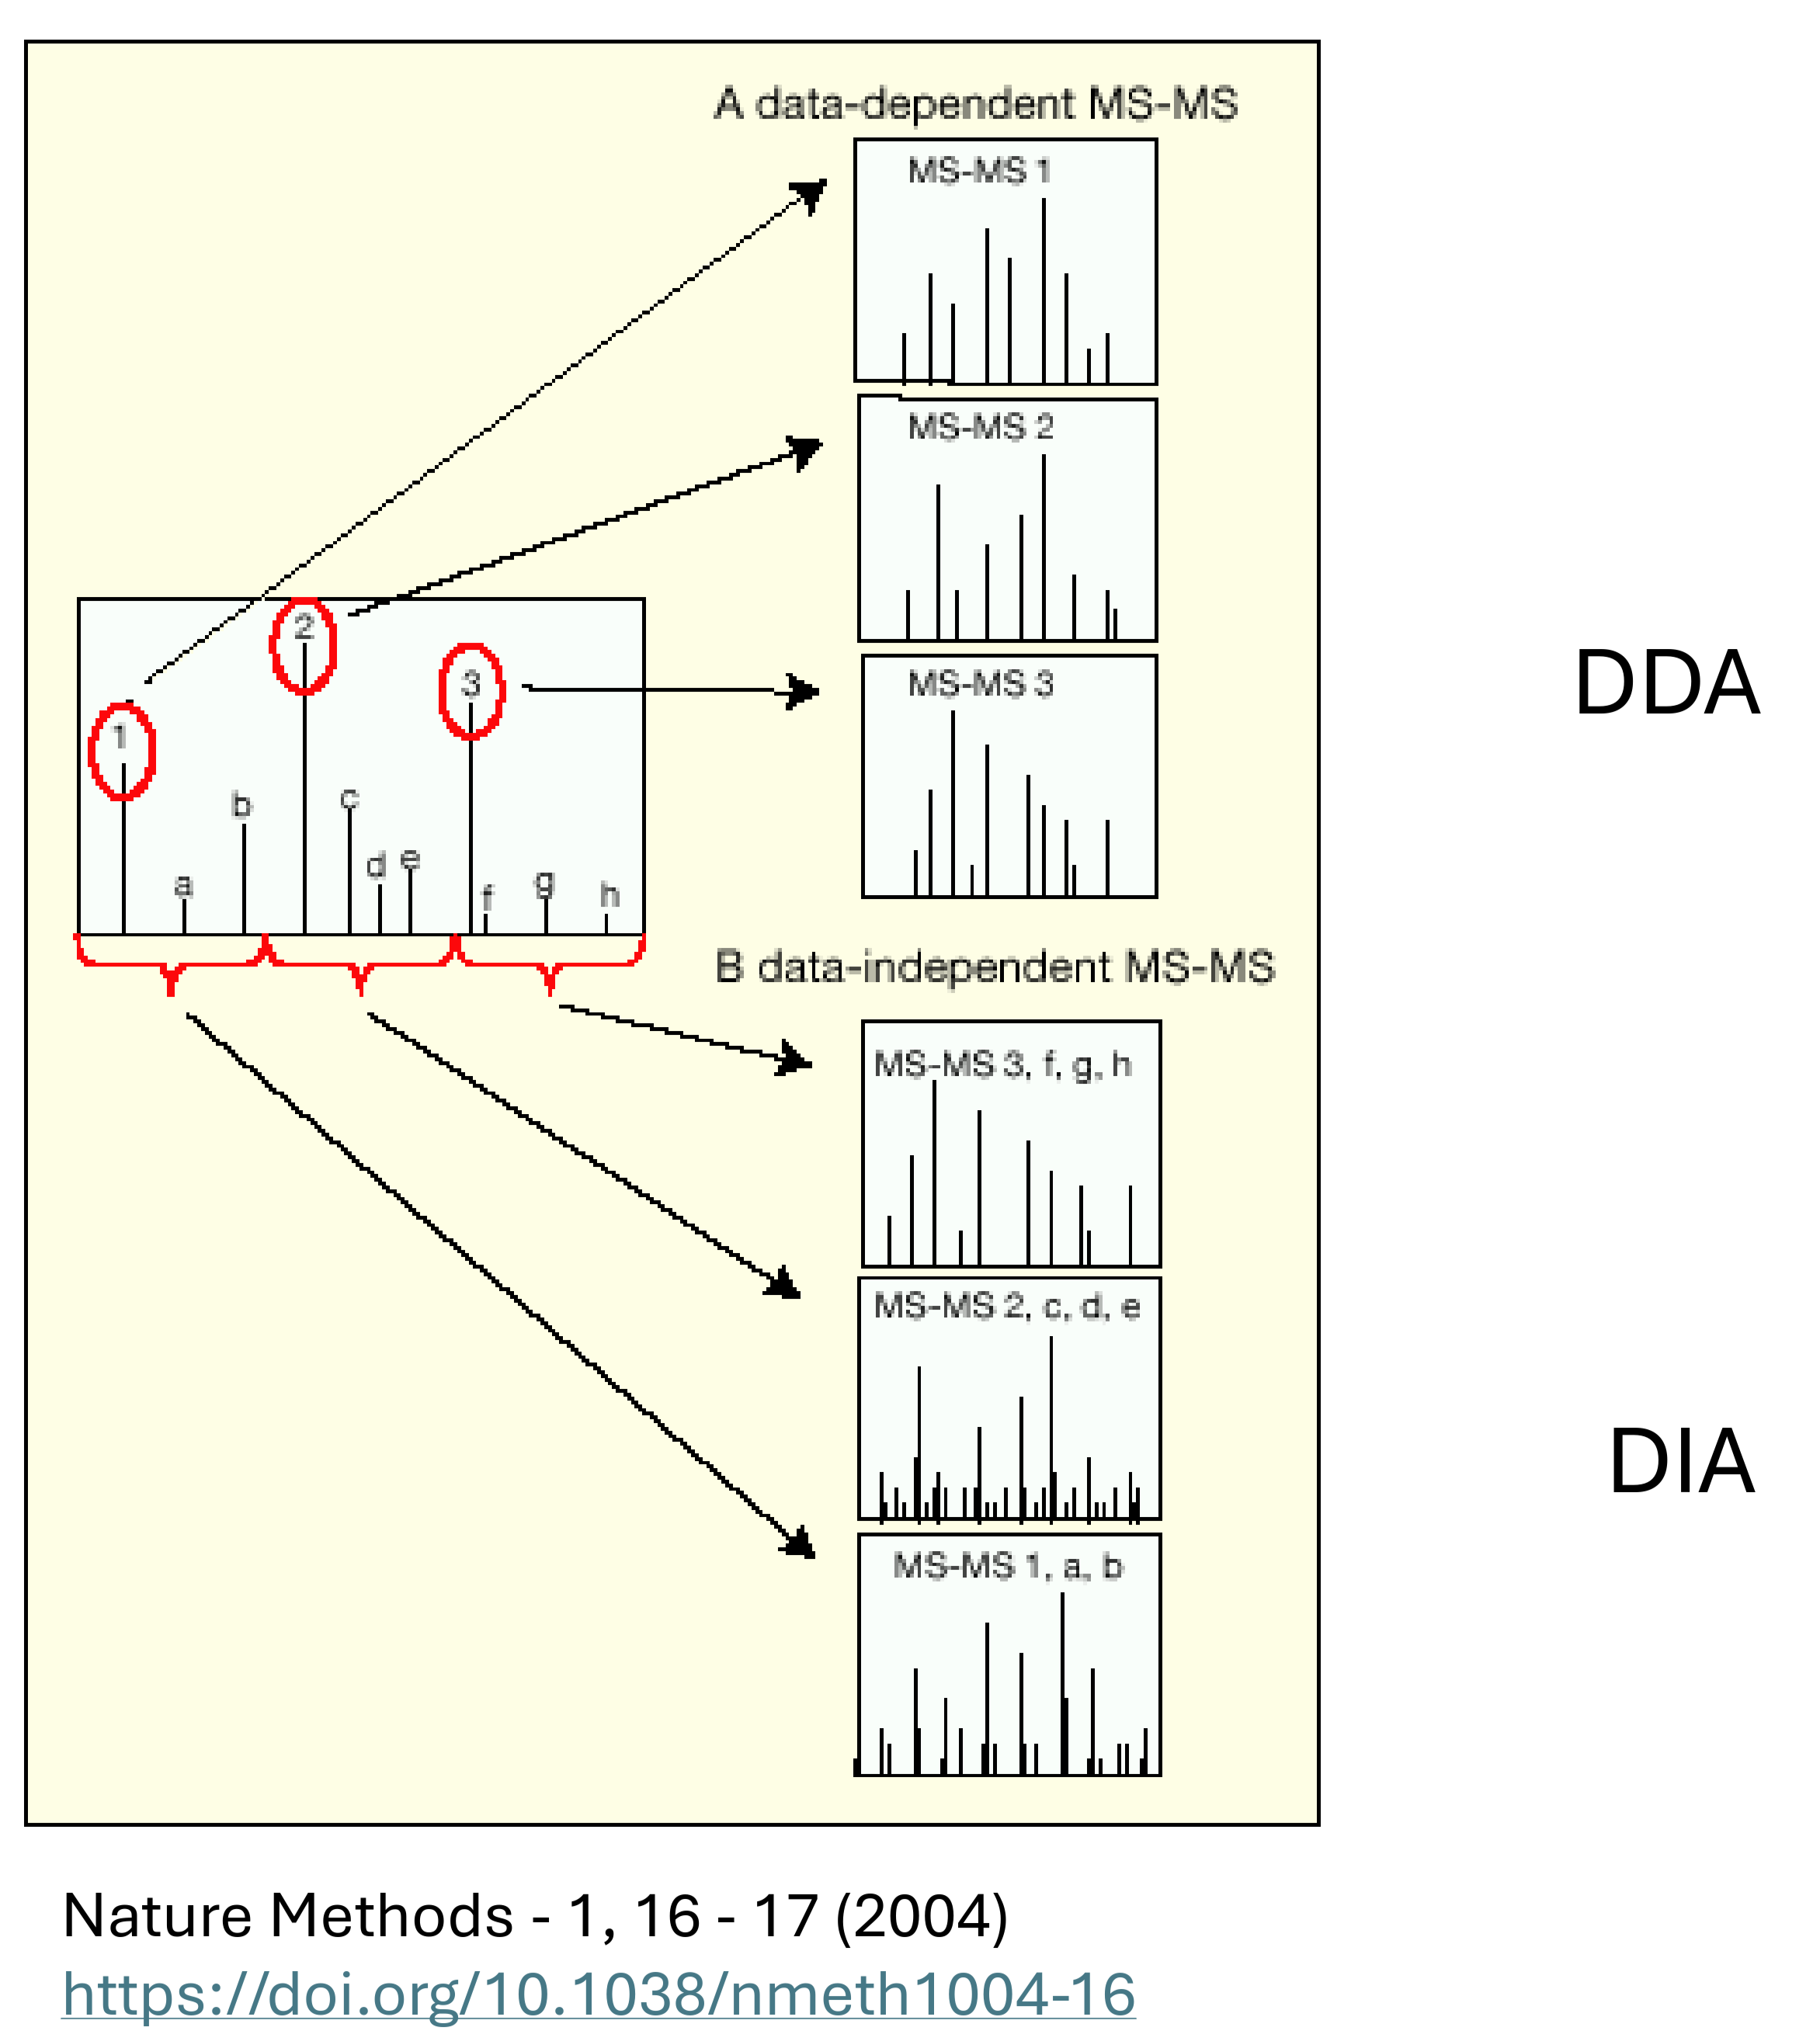 A data-dependent MS-MS
MS-MS 1
MS-MS 2
MS-MS 3
1
2
3
a
b
c
d
e
f
g
h
DDA
B data-independent MS-MS
MS-MS 3, f, g, h
MS-MS 2, c, d, e
MS-MS 1, a, b
DIA
Nature Methods - 1, 16 - 17 (2004)
https://doi.org/10.1038/nmeth1004-16